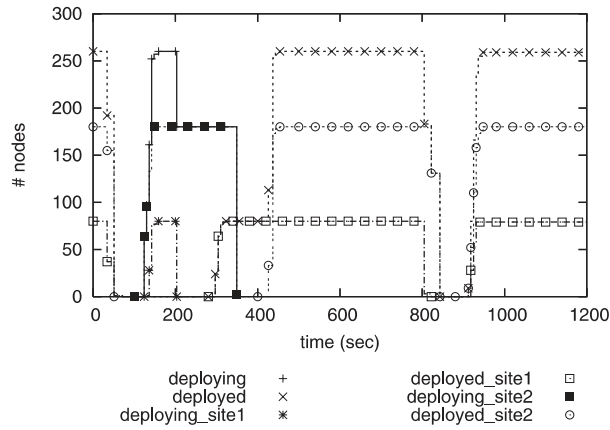 300
250
200
150
100
50
0
# nodes
0 200 400 600 800 1000 1200
time (sec)
deploying
deployed
deploying_site1
deployed_site1
deploying_site2
deployed_site2